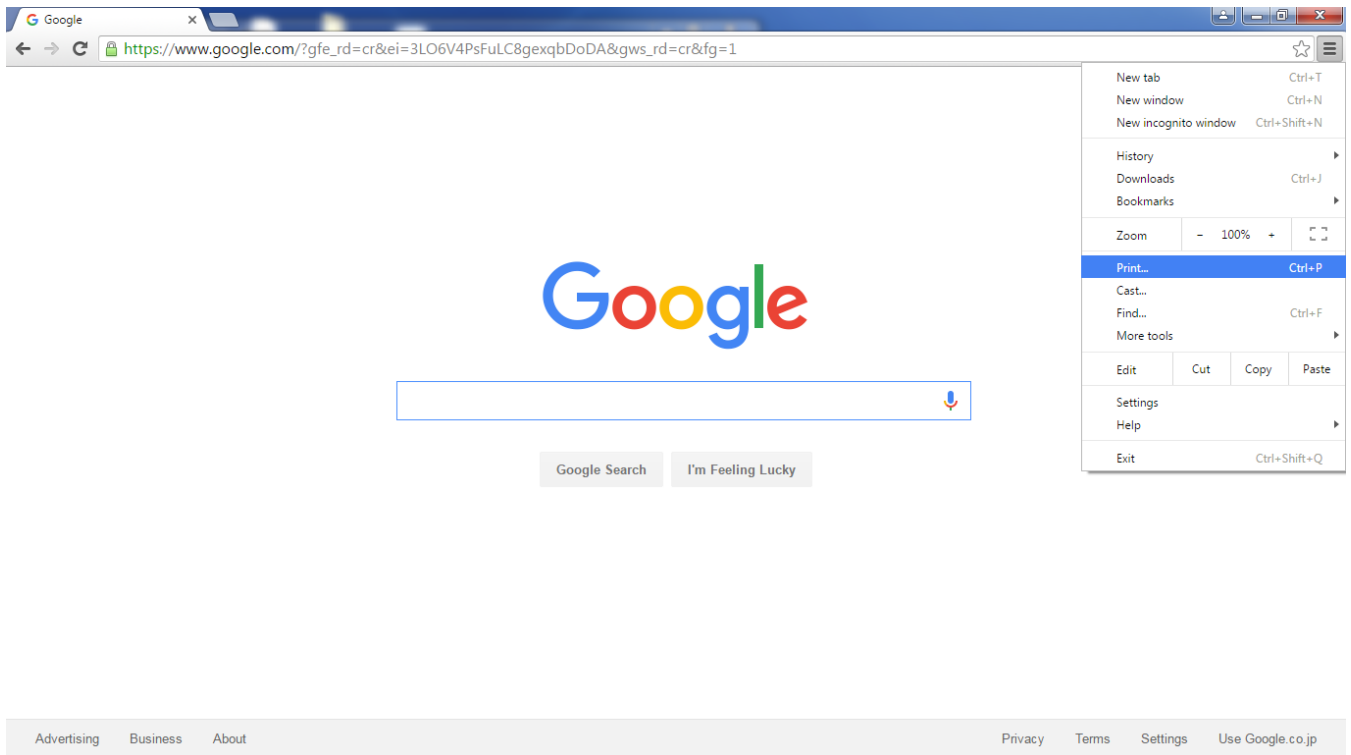 Google
https://www.google.com/?gfe_rd=cr&ei=3LO6V4PsFuLC8gexqbDoDA&gws_rd=cr&fg=1
New tab Ctrl+T
New window Ctrl+N
New incognito window Ctrl+Shift+N
History
Downloads Ctrl+J
Bookmarks
Zoom - 100% +
Print... Ctrl+P
Cast...
Find... Ctrl+F
More tools
Edit Cut Copy Paste
Settings
Help
Exit Ctrl+Shift+Q
Google
Google Search I'm Feeling Lucky
Advertising Business About Privacy Terms Settings Use Google.co.jp